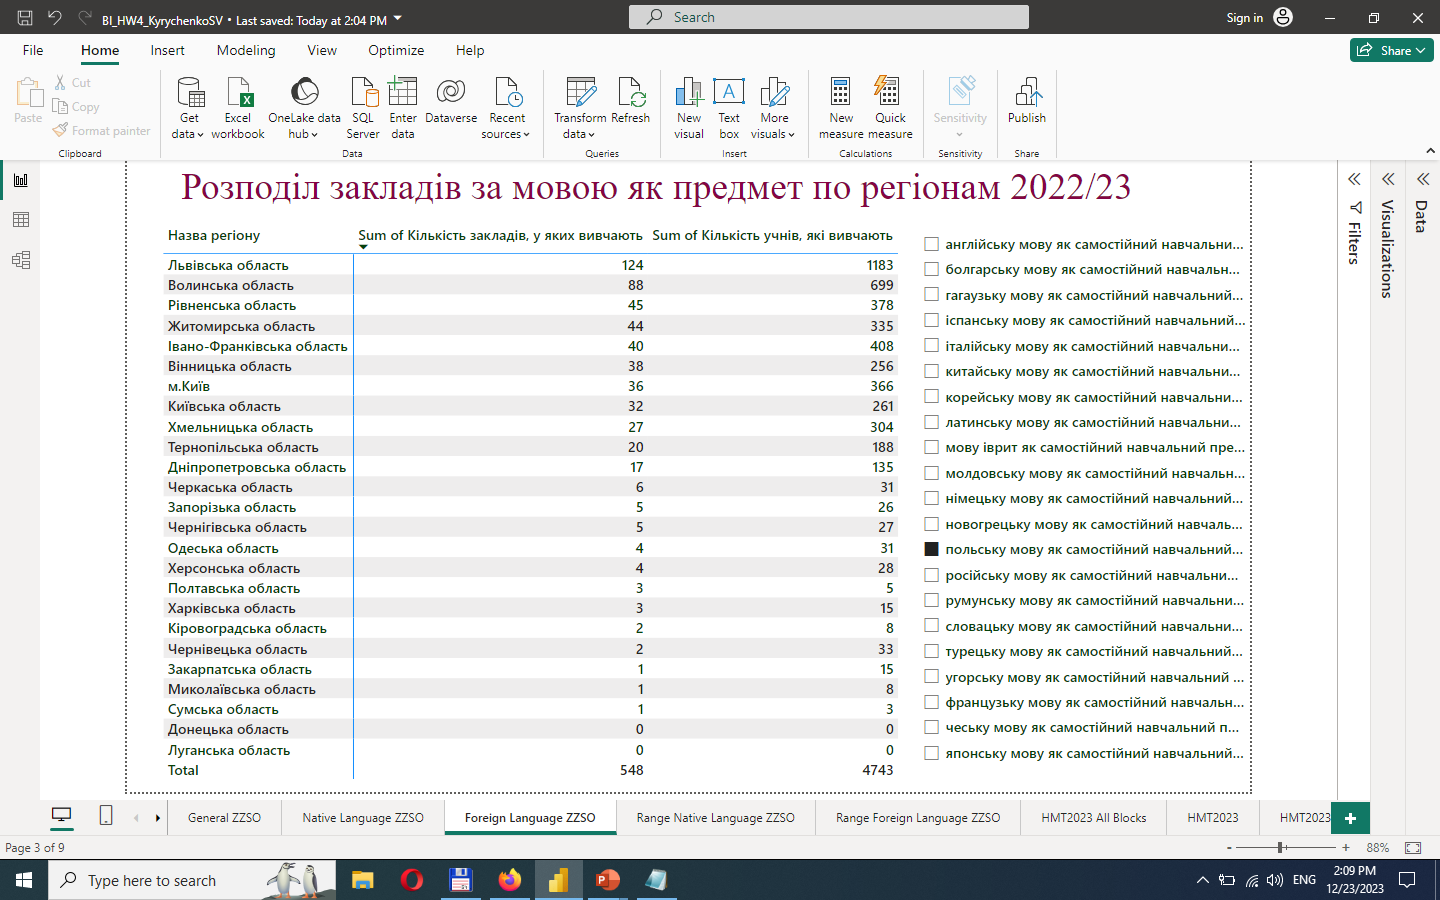 BI_HW4_KyrychenkoSV • Last saved: Today at 2:04 PM
Search
Sign in
File Home Insert Modeling View Optimize Help
Share
Paste
Cut
Copy
Format painter
Clipboard
Get data
Excel workbook
OneLake data hub
SQL Server
Enter data
Dataverse
Recent sources
Data
Transform data
Refresh
Queries
New visual
Text box
More visuals
Insert
New measure
Quick measure
Calculations
Sensitivity
Sensitivity
Publish
Share
Розподіл закладів за мовою як предмет по регіонам 2022/23
Назва регіону Sum of Кількість закладів, у яких вивчають Sum of Кількість учнів, які вивчають
Львівська область 124 1183
Волинська область 88 699
Рівненська область 45 378
Житомирська область 44 335
Івано-Франківська область 40 408
Вінницька область 38 256
м.Київ 36 366
Київська область 32 261
Хмельницька область 27 304
Тернопільська область 20 188
Дніпропетровська область 17 135
Черкаська область 6 31
Запорізька область 5 26
Чернігівська область 5 27
Одеська область 4 31
Херсонська область 4 28
Полтавська область 3 5
Харківська область 3 15
Кіровоградська область 2 8
Чернівецька область 2 33
Закарпатська область 1 15
Миколаївська область 1 8
Сумська область 1 3
Донецька область 0 0
Луганська область 0 0
Total 548 4743
англійську мову як самостійний навчальни...
болгарську мову як самостійний навчальн...
гагаузьку мову як самостійний навчальний...
іспанську мову як самостійний навчальний...
італійську мову як самостійний навчальни...
китайську мову як самостійний навчальни...
корейську мову як самостійний навчальни...
латинську мову як самостійний навчальни...
мову іврит як самостійний навчальний пре...
молдовську мову як самостійний навчальн...
німецьку мову як самостійний навчальний...
новогрецьку мову як самостійний навчаль...
польську мову як самостійний навчальний...
російську мову як самостійний навчальни...
румунську мову як самостійний навчальни...
словацьку мову як самостійний навчальни...
турецьку мову як самостійний навчальний...
угорську мову як самостійний навчальний ...
французьку мову як самостійний навчальн...
чеську мову як самостійний навчальний п...
японську мову як самостійний навчальний...
Filters
Visualizations
Data
General ZZSO Native Language ZZSO Foreign Language ZZSO Range Native Language ZZSO Range Foreign Language ZZSO HMT2023 All Blocks HMT2023 HMT2023
Page 3 of 9
- + 88%
Type here to search
ENG
2:09 PM
12/23/2023